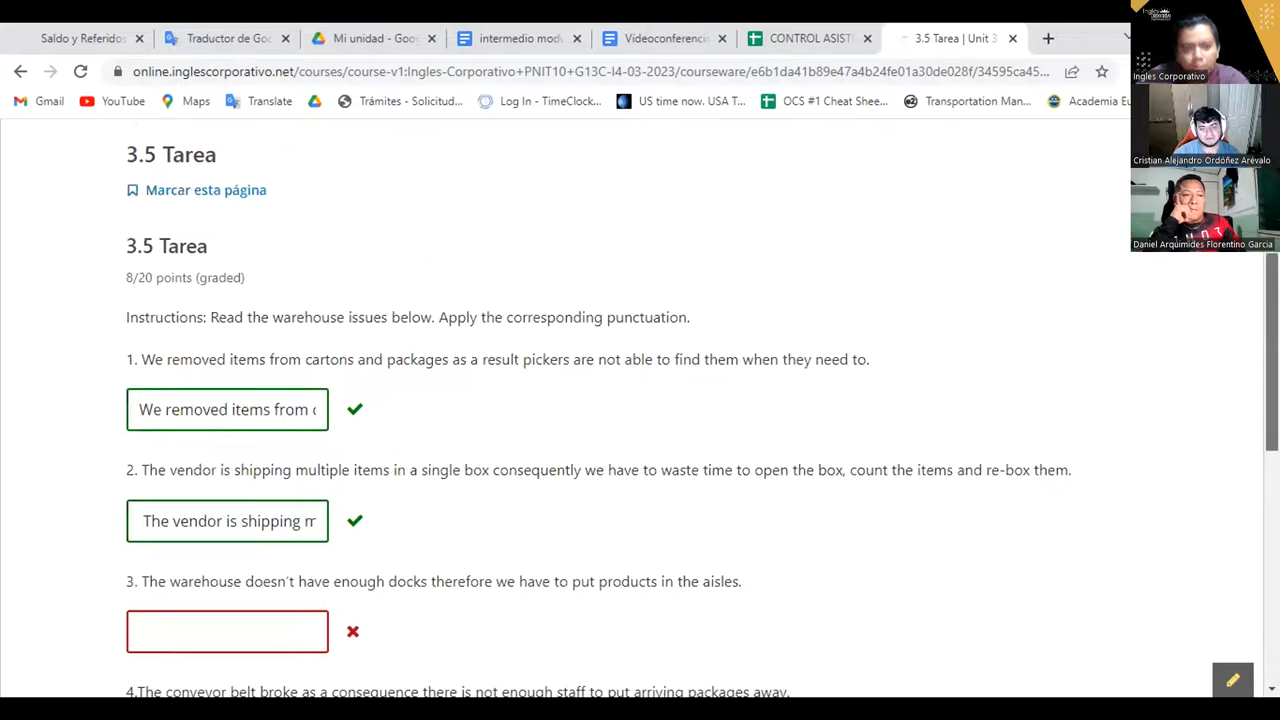 Saldo y Referidos
Traductor de Goo
Mi unidad - Goog
intermedio mod
Videoconferenci
CONTROL ASIST
3.5 Tarea | Unit 3
online.inglescorporativo.net/courses/course-v1:Ingles-Corporativo+PNIT10+G13C-I4-03-2023/courseware/e6b1da41b89e47a4b24fe01a30de028f/34595ca45...
Gmail
YouTube
Maps
Translate
Trámites - Solicitud...
Log In - TimeClock...
US time now. USA T...
OCS #1 Cheat Shee...
Transportation Man...
Academia Eu
Ingles Corporativo
Cristian Alejandro Ordóñez Arévalo
Daniel Arquimides Florentino Garcia
3.5 Tarea
Marcar esta página
3.5 Tarea
8/20 points (graded)
Instructions: Read the warehouse issues below. Apply the corresponding punctuation.
1. We removed items from cartons and packages as a result pickers are not able to find them when they need to.
We removed items from c
2. The vendor is shipping multiple items in a single box consequently we have to waste time to open the box, count the items and re-box them.
The vendor is shipping m
3. The warehouse doesn´t have enough docks therefore we have to put products in the aisles.
4.The conveyor belt broke as a consequence there is not enough staff to put arriving packages away.